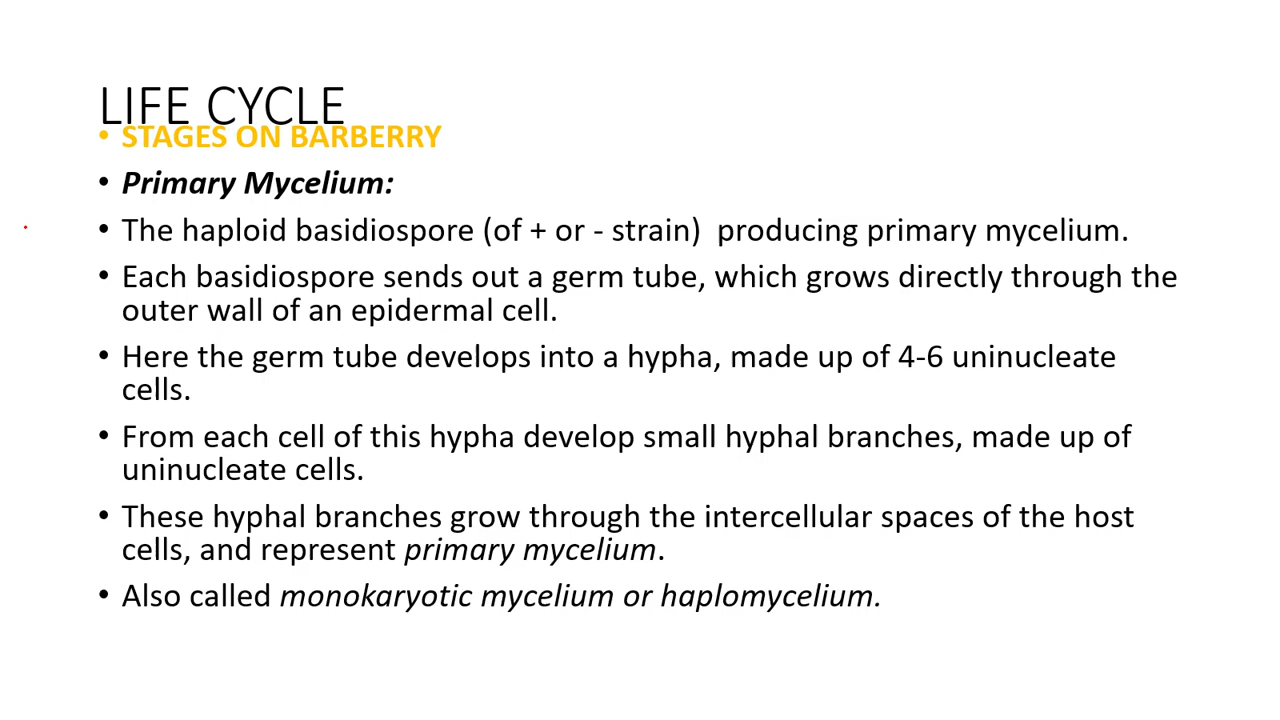 LIFE CYCLE
• STAGES ON BARBERRY
• Primary Mycelium:
• The haploid basidiospore (of + or - strain)  producing primary mycelium.
• Each basidiospore sends out a germ tube, which grows directly through the
outer wall of an epidermal cell.
• Here the germ tube develops into a hypha, made up of 4-6 uninucleate
cells.
• From each cell of this hypha develop small hyphal branches, made up of
uninucleate cells.
• These hyphal branches grow through the intercellular spaces of the host
cells, and represent primary mycelium.
• Also called monokaryotic mycelium or haplomycelium.